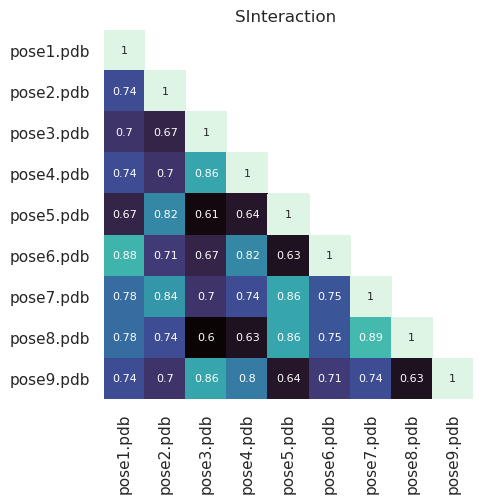 SInteraction
pose1.pdb 1
pose2.pdb 0.74 1
pose3.pdb 0.7 0.67 1
pose4.pdb 0.74 0.7 0.86 1
pose5.pdb 0.67 0.82 0.61 0.64 1
pose6.pdb 0.88 0.71 0.67 0.82 0.63 1
pose7.pdb 0.78 0.84 0.7 0.74 0.86 0.75 1
pose8.pdb 0.78 0.74 0.6 0.63 0.86 0.75 0.89 1
pose9.pdb 0.74 0.7 0.86 0.8 0.64 0.71 0.74 0.63 1
pose1.pdb
pose2.pdb
pose3.pdb
pose4.pdb
pose5.pdb
pose6.pdb
pose7.pdb
pose8.pdb
pose9.pdb